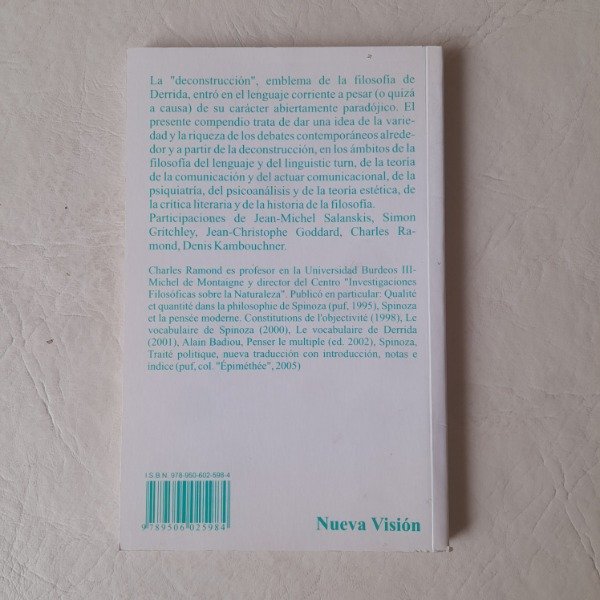 La "deconstrucción", emblema de la filosofía de
Derrida, entró en el lenguaje corriente a pesar (o quizá
a causa) de su carácter abiertamente paradójico. El
presente compendio trata de dar una idea de la varie-
dad y la riqueza de los debates contemporáneos alrede-
dor y a partir de la deconstrucción, en los ámbitos de la
filosofía del lenguaje y del linguistic turn, de la teoría
de la comunicación y del actuar comunicacional, de la
psiquiatría, del psicoanálisis y de la teoría estética, de
la crítica literaria y de la historia de la filosofía.
Participaciones de Jean-Michel Salanskis, Simon
Gritchley, Jean-Christophe Goddard, Charles Ra-
mond, Denis Kambouchner.
Charles Ramond es profesor en la Universidad Burdeos III-
Michel de Montaigne y director del Centro "Investigaciones
Filosóficas sobre la Naturaleza". Publicó en particular: Qualité
et quantité dans la philosophie de Spinoza (puf, 1995), Spinoza
et la pensée moderne. Constitutions de l'objectivité (1998), Le
vocabulaire de Spinoza (2000), Le vocabulaire de Derrida
(2001), Alain Badiou, Penser le multiple (ed. 2002), Spinoza,
Traité politique, nueva traducción con introducción, notas e
índice (puf, col. "Épiméthée", 2005)
I.S.B.N. 978-950-602-598-4
9 789506 025984
Nueva Visión